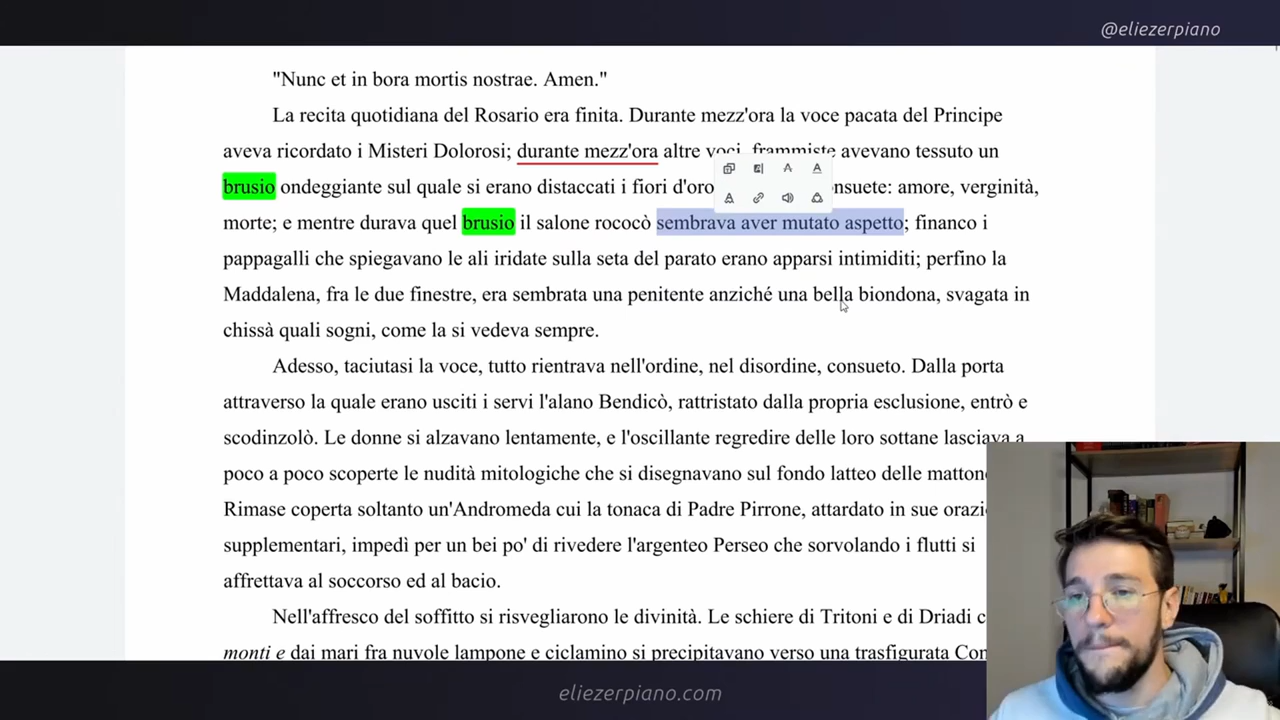 @eliezerpiano
"Nunc et in bora mortis nostrae. Amen."
La recita quotidiana del Rosario era finita. Durante mezz'ora la voce pacata del Principe
aveva ricordato i Misteri Dolorosi; durante mezz'ora altre voci, frammiste avevano tessuto un
brusio ondeggiante sul quale si erano distaccati i fiori d'oro consuete: amore, verginità,
morte; e mentre durava quel brusio il salone rococò sembrava aver mutato aspetto; financo i
pappagalli che spiegavano le ali iridate sulla seta del parato erano apparsi intimiditi; perfino la
Maddalena, fra le due finestre, era sembrata una penitente anziché una bella biondona, svagata in
chissà quali sogni, come la si vedeva sempre.
Adesso, taciutasi la voce, tutto rientrava nell'ordine, nel disordine, consueto. Dalla porta
attraverso la quale erano usciti i servi l'alano Bendicò, rattristato dalla propria esclusione, entrò e
scodinzolò. Le donne si alzavano lentamente, e l'oscillante regredire delle loro sottane lasciava a
poco a poco scoperte le nudità mitologiche che si disegnavano sul fondo latteo delle matton
Rimase coperta soltanto un'Andromeda cui la tonaca di Padre Pirrone, attardato in sue orazi
supplementari, impedì per un bei po' di rivedere l'argenteo Perseo che sorvolando i flutti si
affrettava al soccorso ed al bacio.
Nell'affresco del soffitto si risvegliarono le divinità. Le schiere di Tritoni e di Driadi c
monti e dai mari fra nuvole lampone e ciclamino si precipitavano verso una trasfigurata Con
eliezerpiano.com